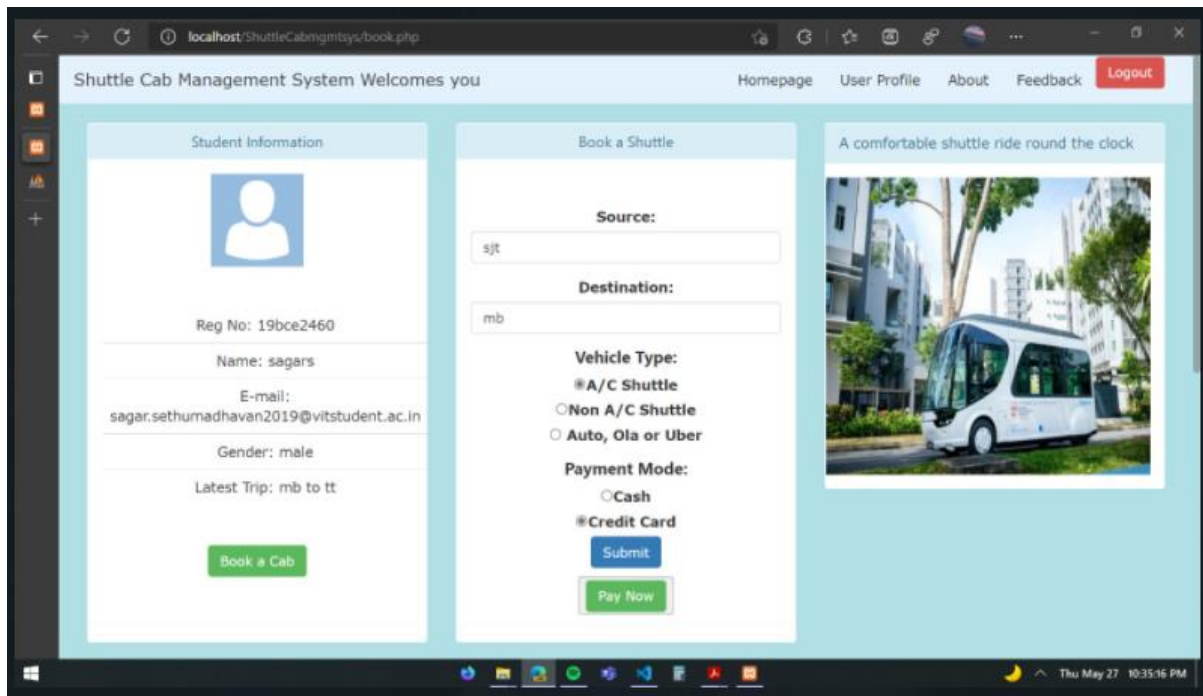 localhost/ShuttleCabmgmtsys/book.php
Shuttle Cab Management System Welcomes you
Homepage
User Profile
About
Feedback
Logout
Student Information
Reg No: 19bce2460
Name: sagars
E-mail:
sagar.sethumadhavan2019@vitstudent.ac.in
Gender: male
Latest Trip: mb to tt
Book a Cab
Book a Shuttle
Source:
sjt
Destination:
mb
Vehicle Type:
A/C Shuttle
Non A/C Shuttle
Auto, Ola or Uber
Payment Mode:
Cash
Credit Card
Submit
Pay Now
A comfortable shuttle ride round the clock
Thu May 27 10:35:16 PM